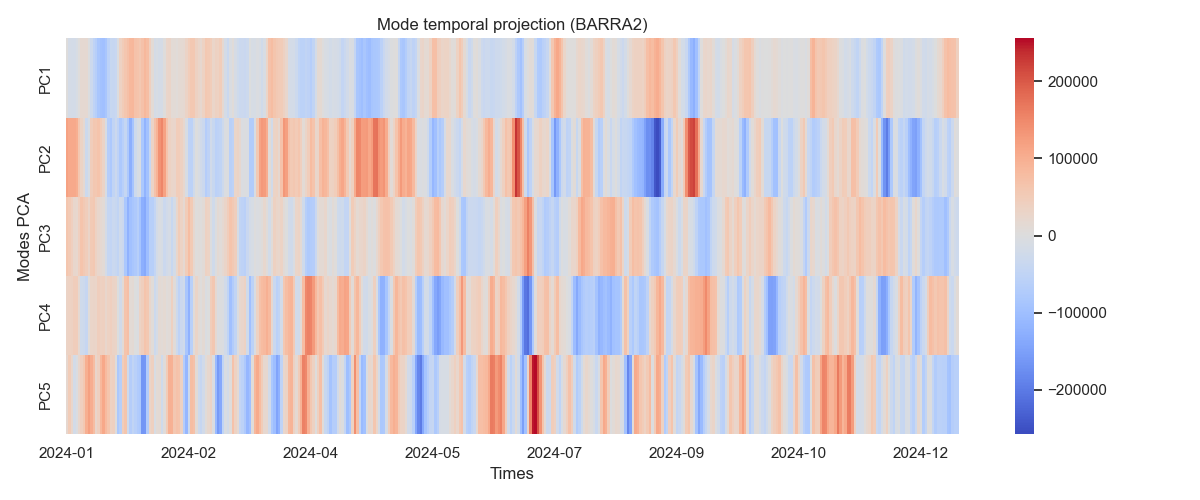 Mode temporal projection (BARRA2)
Modes PCA
PC1
PC2
PC3
PC4
PC5
2024-01 2024-02 2024-04 2024-05 2024-07 2024-09 2024-10 2024-12
Times
200000
100000
0
−100000
−200000